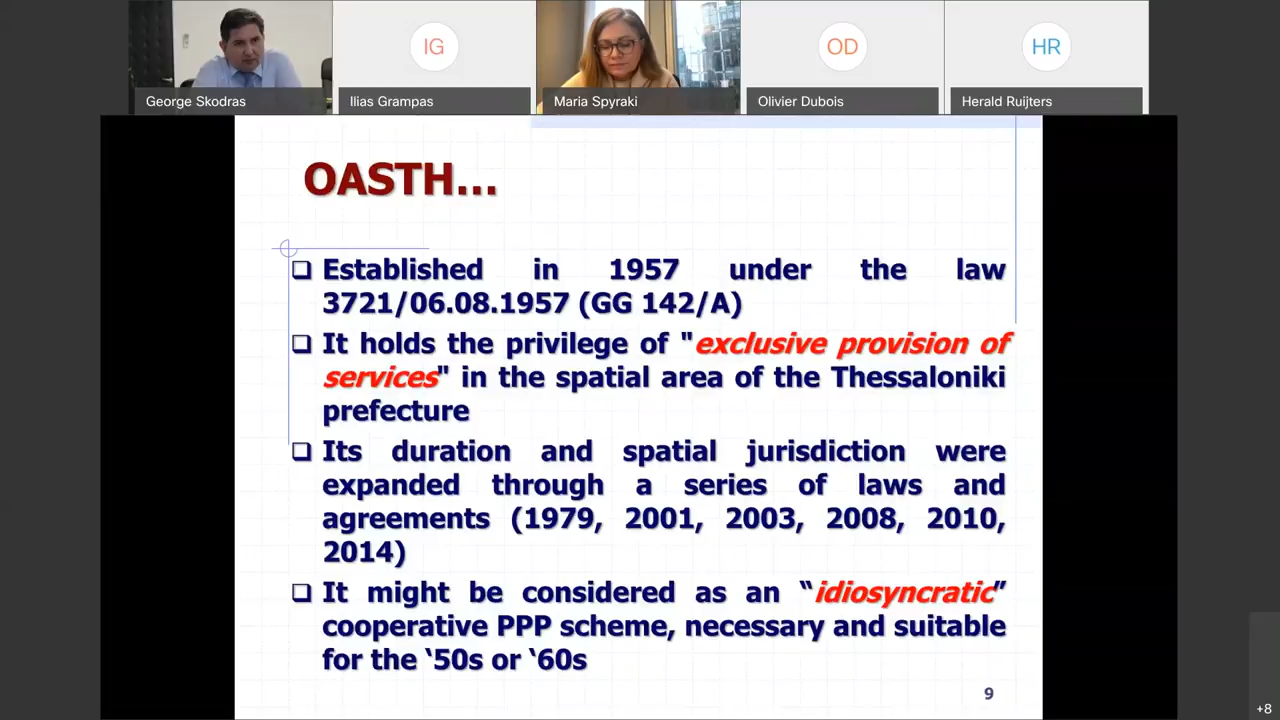 George Skodras
IG
Ilias Grampas
Maria Spyraki
OD
Olivier Dubois
HR
Herald Ruijters
OASTH...
Established in 1957 under the law
3721/06.08.1957 (GG 142/A)
It holds the privilege of "exclusive provision of
services" in the spatial area of the Thessaloniki
prefecture
Its duration and spatial jurisdiction were
expanded through a series of laws and
agreements (1979, 2001, 2003, 2008, 2010,
2014)
It might be considered as an “idiosyncratic”
cooperative PPP scheme, necessary and suitable
for the ‘50s or ‘60s
9
+8